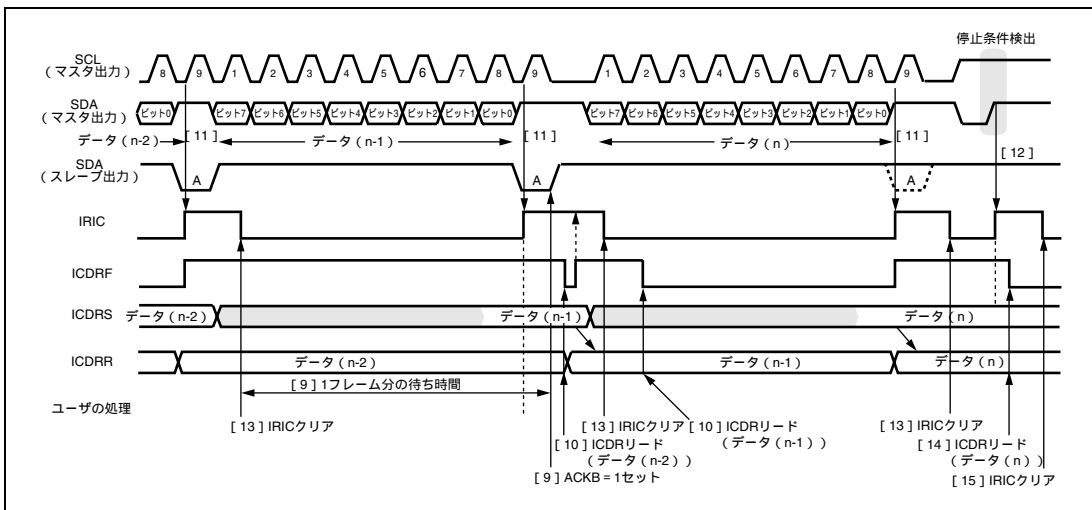 停止条件検出
SCL
（マスタ出力）
8 9 1 2 3 4 5 6 7 8 9 1 2 3 4 5 6 7 8 9
SDA
（マスタ出力）
ビット0 ビット7 ビット6 ビット5 ビット4 ビット3 ビット2 ビット1 ビット0 ビット7 ビット6 ビット5 ビット4 ビット3 ビット2 ビット1 ビット0
データ（n-2） [ 11 ] データ（n-1） [ 11 ] データ（n） [ 11 ] [ 12 ]
SDA
（スレーブ出力）
A A A
IRIC
ICDRF
ICDRS データ（n-2） データ（n-1） データ（n）
ICDRR データ（n-2） データ（n-1） データ（n）
[ 9 ] 1フレーム分の待ち時間
ユーザの処理
[ 13 ] IRICクリア
[ 13 ] IRICクリア
[ 10 ] ICDRリード
（データ（n-1））
[ 10 ] ICDRリード
（データ（n-2））
[ 9 ] ACKB = 1セット
[ 13 ] IRICクリア
[ 14 ] ICDRリード
（データ（n））
[ 15 ] IRICクリア